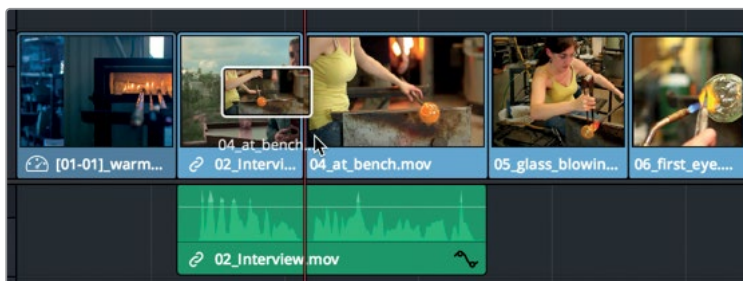 04_at_bench...
[01-01]_warm...
02_Intervi...
04_at_bench.mov
05_glass_blowin...
06_first_eye....
02_Interview.mov